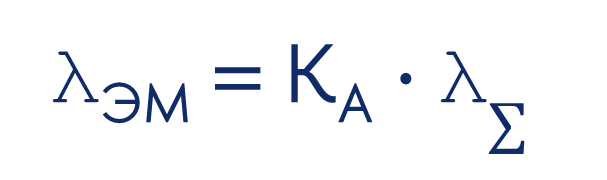 λЭМ = КА · λΣ